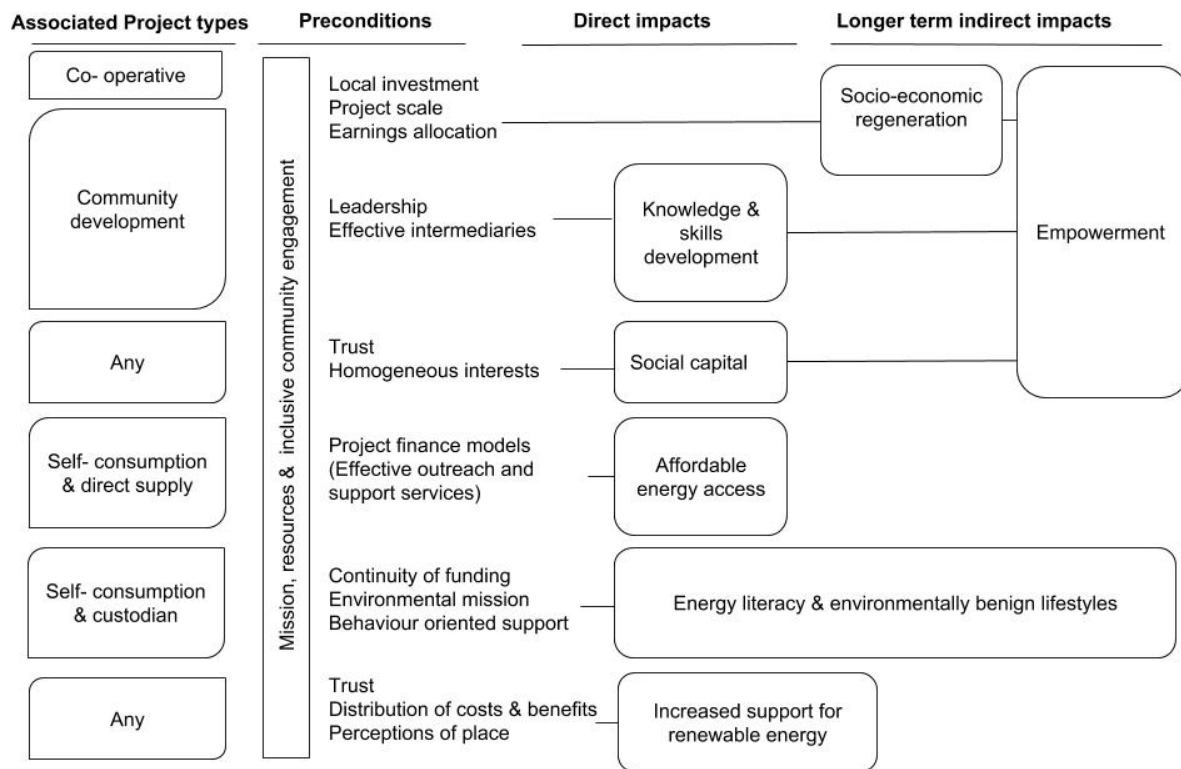 Associated Project types
Preconditions
Direct impacts
Longer term indirect impacts
Co- operative
Community
development
Any
Self- consumption
& direct supply
Self- consumption
& custodian
Any
Mission, resources & inclusive community engagement
Local investment
Project scale
Earnings allocation
Leadership
Effective intermediaries
Trust
Homogeneous interests
Project finance models
(Effective outreach and
support services)
Continuity of funding
Environmental mission
Behaviour oriented support
Trust
Distribution of costs & benefits
Perceptions of place
Knowledge &
skills
development
Social capital
Affordable
energy access
Energy literacy & environmentally benign lifestyles
Increased support for
renewable energy
Socio-economic
regeneration
Empowerment